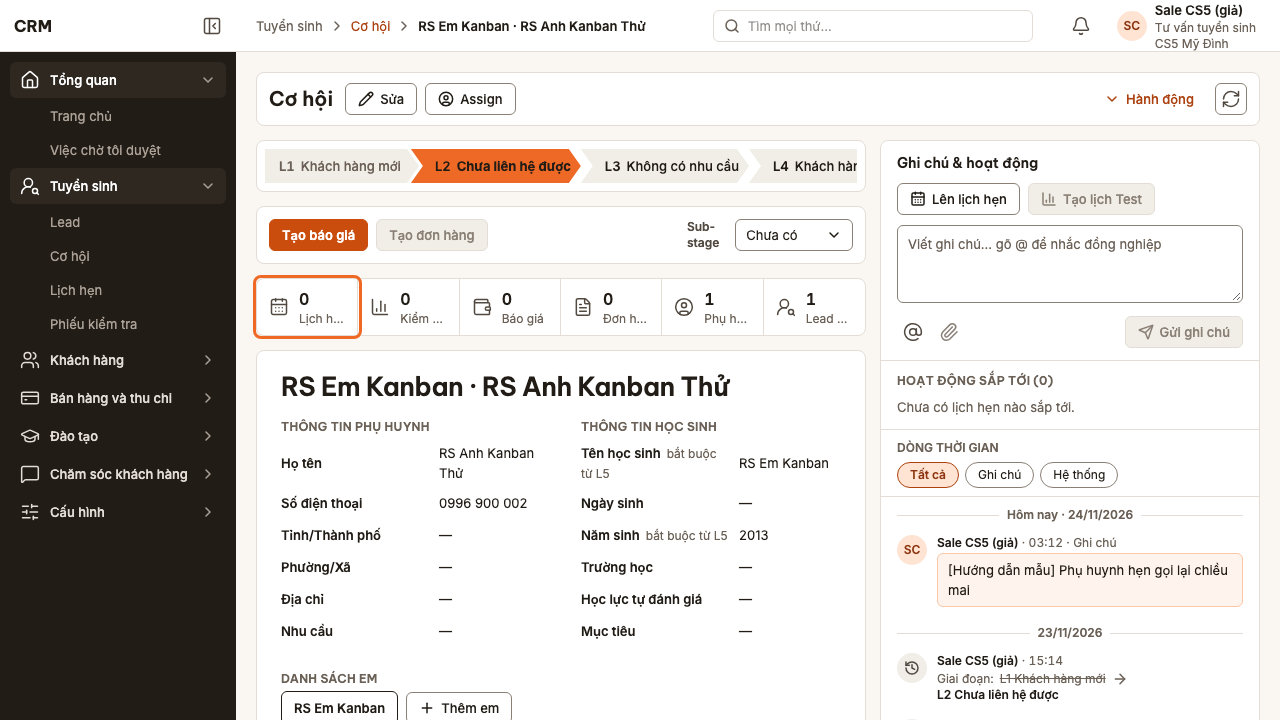 CRM
Tuyển sinh
Cơ hội
RS Em Kanban · RS Anh Kanban Thử
Tìm mọi thứ...
SC
Sale CS5 (giả)
Tư vấn tuyển sinh
CS5 Mỹ Đình
Tổng quan
Trang chủ
Việc chờ tôi duyệt
Tuyển sinh
Lead
Cơ hội
Lịch hẹn
Phiếu kiểm tra
Khách hàng
Bán hàng và thu chi
Đào tạo
Chăm sóc khách hàng
Cấu hình
Cơ hội
Sửa
Assign
Hành động
L1 Khách hàng mới
L2 Chưa liên hệ được
L3 Không có nhu cầu
L4 Khách hàn
Tạo báo giá
Tạo đơn hàng
Sub-
stage
Chưa có
0
Lịch h...
0
Kiểm ...
0
Báo giá
0
Đơn h...
1
Phụ h...
1
Lead ...
RS Em Kanban · RS Anh Kanban Thử
THÔNG TIN PHỤ HUYNH
Họ tên
RS Anh Kanban
Thử
Số điện thoại
0996 900 002
Tỉnh/Thành phố
—
Phường/Xã
—
Địa chỉ
—
Nhu cầu
—
THÔNG TIN HỌC SINH
Tên học sinh bắt buộc
từ L5
RS Em Kanban
Ngày sinh
—
Năm sinh bắt buộc từ L5
2013
Trường học
—
Học lực tự đánh giá
—
Mục tiêu
—
DANH SÁCH EM
RS Em Kanban
Thêm em
Ghi chú & hoạt động
Lên lịch hẹn
Tạo lịch Test
Viết ghi chú... gõ @ để nhắc đồng nghiệp
Gửi ghi chú
HOẠT ĐỘNG SẮP TỚI (0)
Chưa có lịch hẹn nào sắp tới.
DÒNG THỜI GIAN
Tất cả
Ghi chú
Hệ thống
Hôm nay · 24/11/2026
SC
Sale CS5 (giả) · 03:12 · Ghi chú
[Hướng dẫn mẫu] Phụ huynh hẹn gọi lại chiều
mai
23/11/2026
Sale CS5 (giả) · 15:14
Giai đoạn: L1 Khách hàng mới →
L2 Chưa liên hệ được